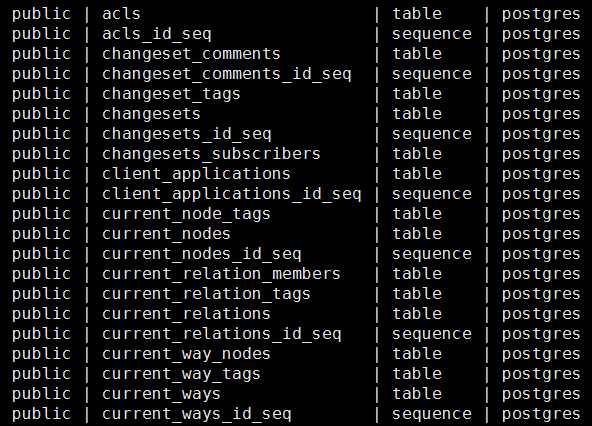 public | acls | table | postgres
public | acls_id_seq | sequence | postgres
public | changeset_comments | table | postgres
public | changeset_comments_id_seq | sequence | postgres
public | changeset_tags | table | postgres
public | changesets | table | postgres
public | changesets_id_seq | sequence | postgres
public | changesets_subscribers | table | postgres
public | client_applications | table | postgres
public | client_applications_id_seq | sequence | postgres
public | current_node_tags | table | postgres
public | current_nodes | table | postgres
public | current_nodes_id_seq | sequence | postgres
public | current_relation_members | table | postgres
public | current_relation_tags | table | postgres
public | current_relations | table | postgres
public | current_relations_id_seq | sequence | postgres
public | current_way_nodes | table | postgres
public | current_way_tags | table | postgres
public | current_ways | table | postgres
public | current_ways_id_seq | sequence | postgres